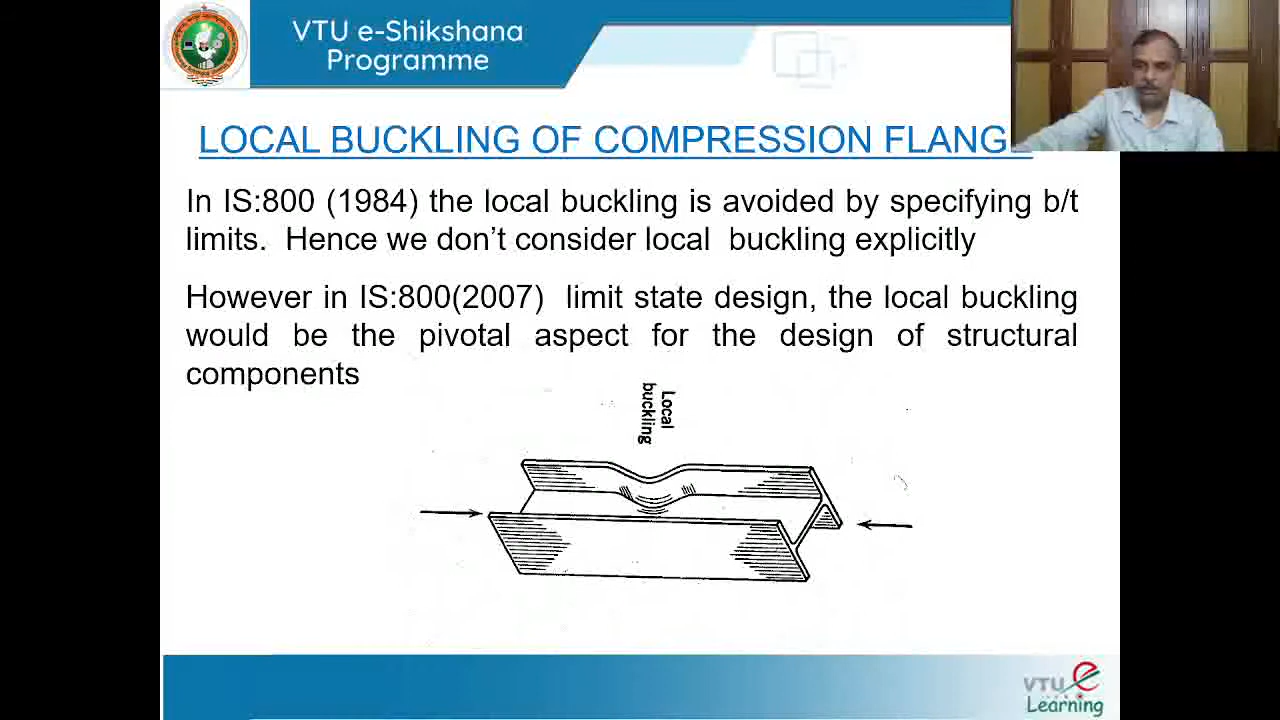 VTU e-Shikshana
Programme
LOCAL BUCKLING OF COMPRESSION FLANG
In IS:800 (1984) the local buckling is avoided by specifying b/t
limits. Hence we don't consider local buckling explicitly
However in IS:800(2007) limit state design, the local buckling
would be the pivotal aspect for the design of structural
components
Local
buckling
VTU e
Learning